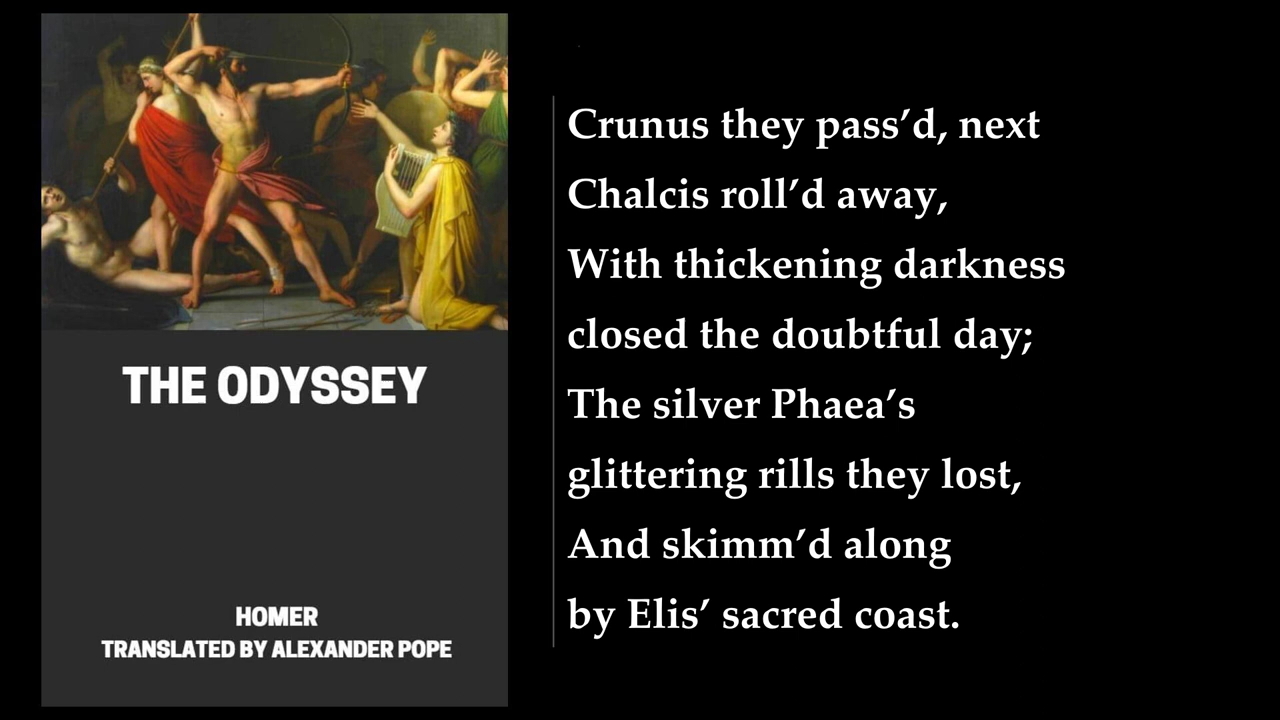 THE ODYSSEY
HOMER
TRANSLATED BY ALEXANDER POPE
Crunus they pass’d, next
Chalcis roll’d away,
With thickening darkness
closed the doubtful day;
The silver Phaea’s
glittering rills they lost,
And skimm’d along
by Elis’ sacred coast.